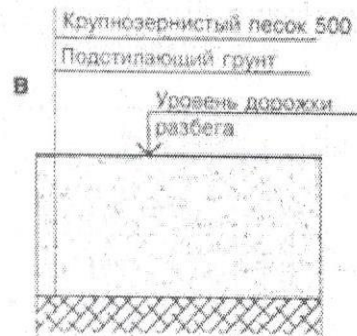 Крупнозернистый песок 500
Подстилающий грунт
В
Уровень дорожки
разбега